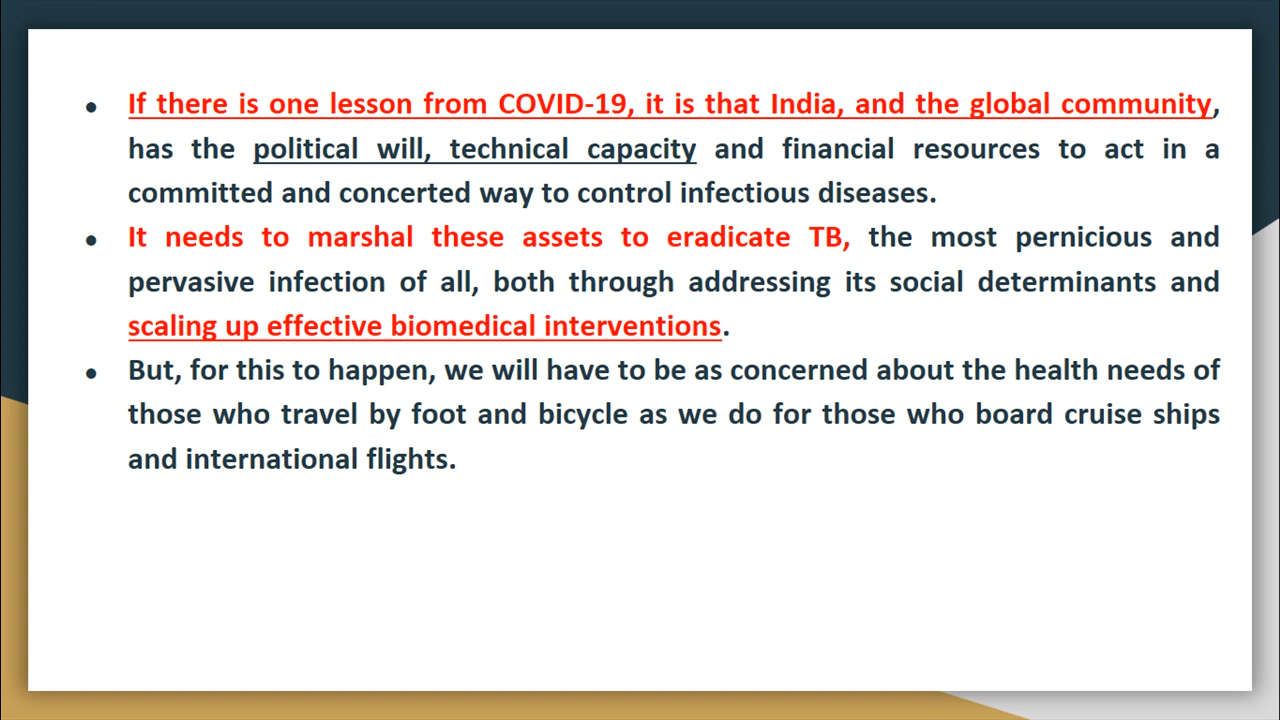 • If there is one lesson from COVID-19, it is that India, and the global community,
has the political will, technical capacity and financial resources to act in a
committed and concerted way to control infectious diseases.
• It needs to marshal these assets to eradicate TB, the most pernicious and
pervasive infection of all, both through addressing its social determinants and
scaling up effective biomedical interventions.
• But, for this to happen, we will have to be as concerned about the health needs of
those who travel by foot and bicycle as we do for those who board cruise ships
and international flights.